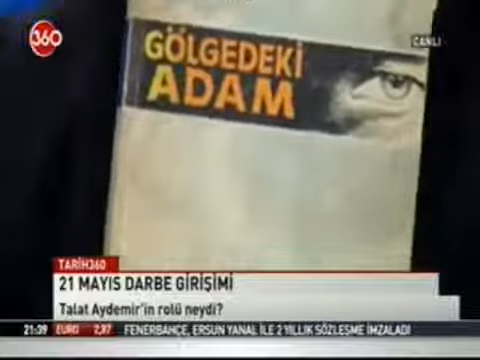 360
CANLI
GÖLGEDEKİ
ADAM
TARİH360
21 MAYIS DARBE GİRİŞİMİ
Talat Aydemir'in rolü neydi?
21:39 EURO 2,87 FENERBAHÇE, ERSUN YANAL İLE 2 YILLIK SÖZLEŞME İMZALADI